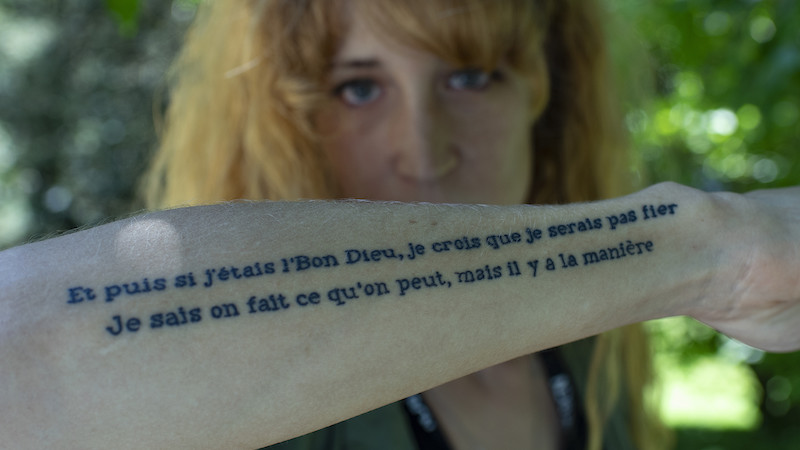 Et puis si j'étais l'Bon Dieu, je crois que je serais pas fier
Je sais on fait ce qu'on peut, mais il y a la manière